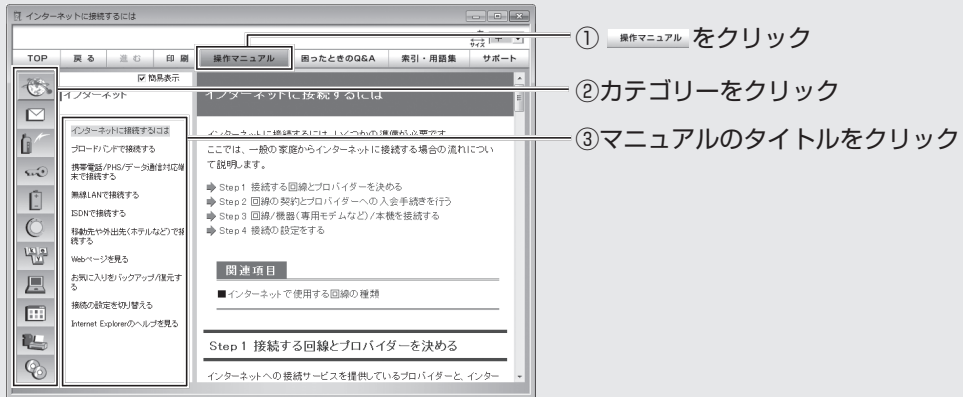 インターネットに接続するには
サイズ 中
TOP 戻る 進む 印刷 操作マニュアル 困ったときのQ&A 索引・用語集 サポート
簡易表示
インターネット
インターネットに接続するには
ブロードバンドで接続する
携帯電話/PHS/データ通信対応端
末で接続する
無線LANで接続する
ISDNで接続する
移動先や外出先(ホテルなど)で接
続する
Webページを見る
お気に入りをバックアップ/復元す
る
接続の設定を切り替える
Internet Explorerのヘルプを見る
インターネットに接続するには
インターネットに接続するには、いくつかの準備が必要です。
ここでは、一般の家庭からインターネットに接続する場合の流れについ
て説明します。
Step1 接続する回線とプロバイダーを決める
Step2 回線の契約とプロバイダーへの入会手続きを行う
Step3 回線/機器(専用モデムなど)/本機を接続する
Step4 接続の設定をする
関連項目
■インターネットで使用する回線の種類
Step1 接続する回線とプロバイダーを決める
インターネットへの接続サービスを提供しているプロバイダーと、インター
① 操作マニュアル をクリック
②カテゴリーをクリック
③マニュアルのタイトルをクリック